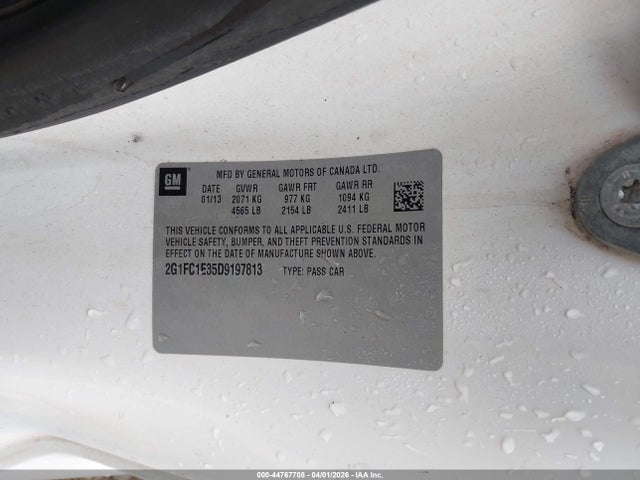 MFD BY GENERAL MOTORS OF CANADA LTD.
GM
DATE GVWR GAWR FRT GAWR RR
01/13 2071 KG 977 KG 1094 KG
4565 LB 2154 LB 2411 LB
THIS VEHICLE CONFORMS TO ALL APPLICABLE U.S. FEDERAL MOTOR
VEHICLE SAFETY, BUMPER, AND THEFT PREVENTION STANDARDS IN
EFFECT ON THE DATE OF MANUFACTURE SHOWN ABOVE.
2G1FC1E35D9197813 TYPE: PASS CAR
000-44767708 - 04/01/2026 - © IAA Inc.